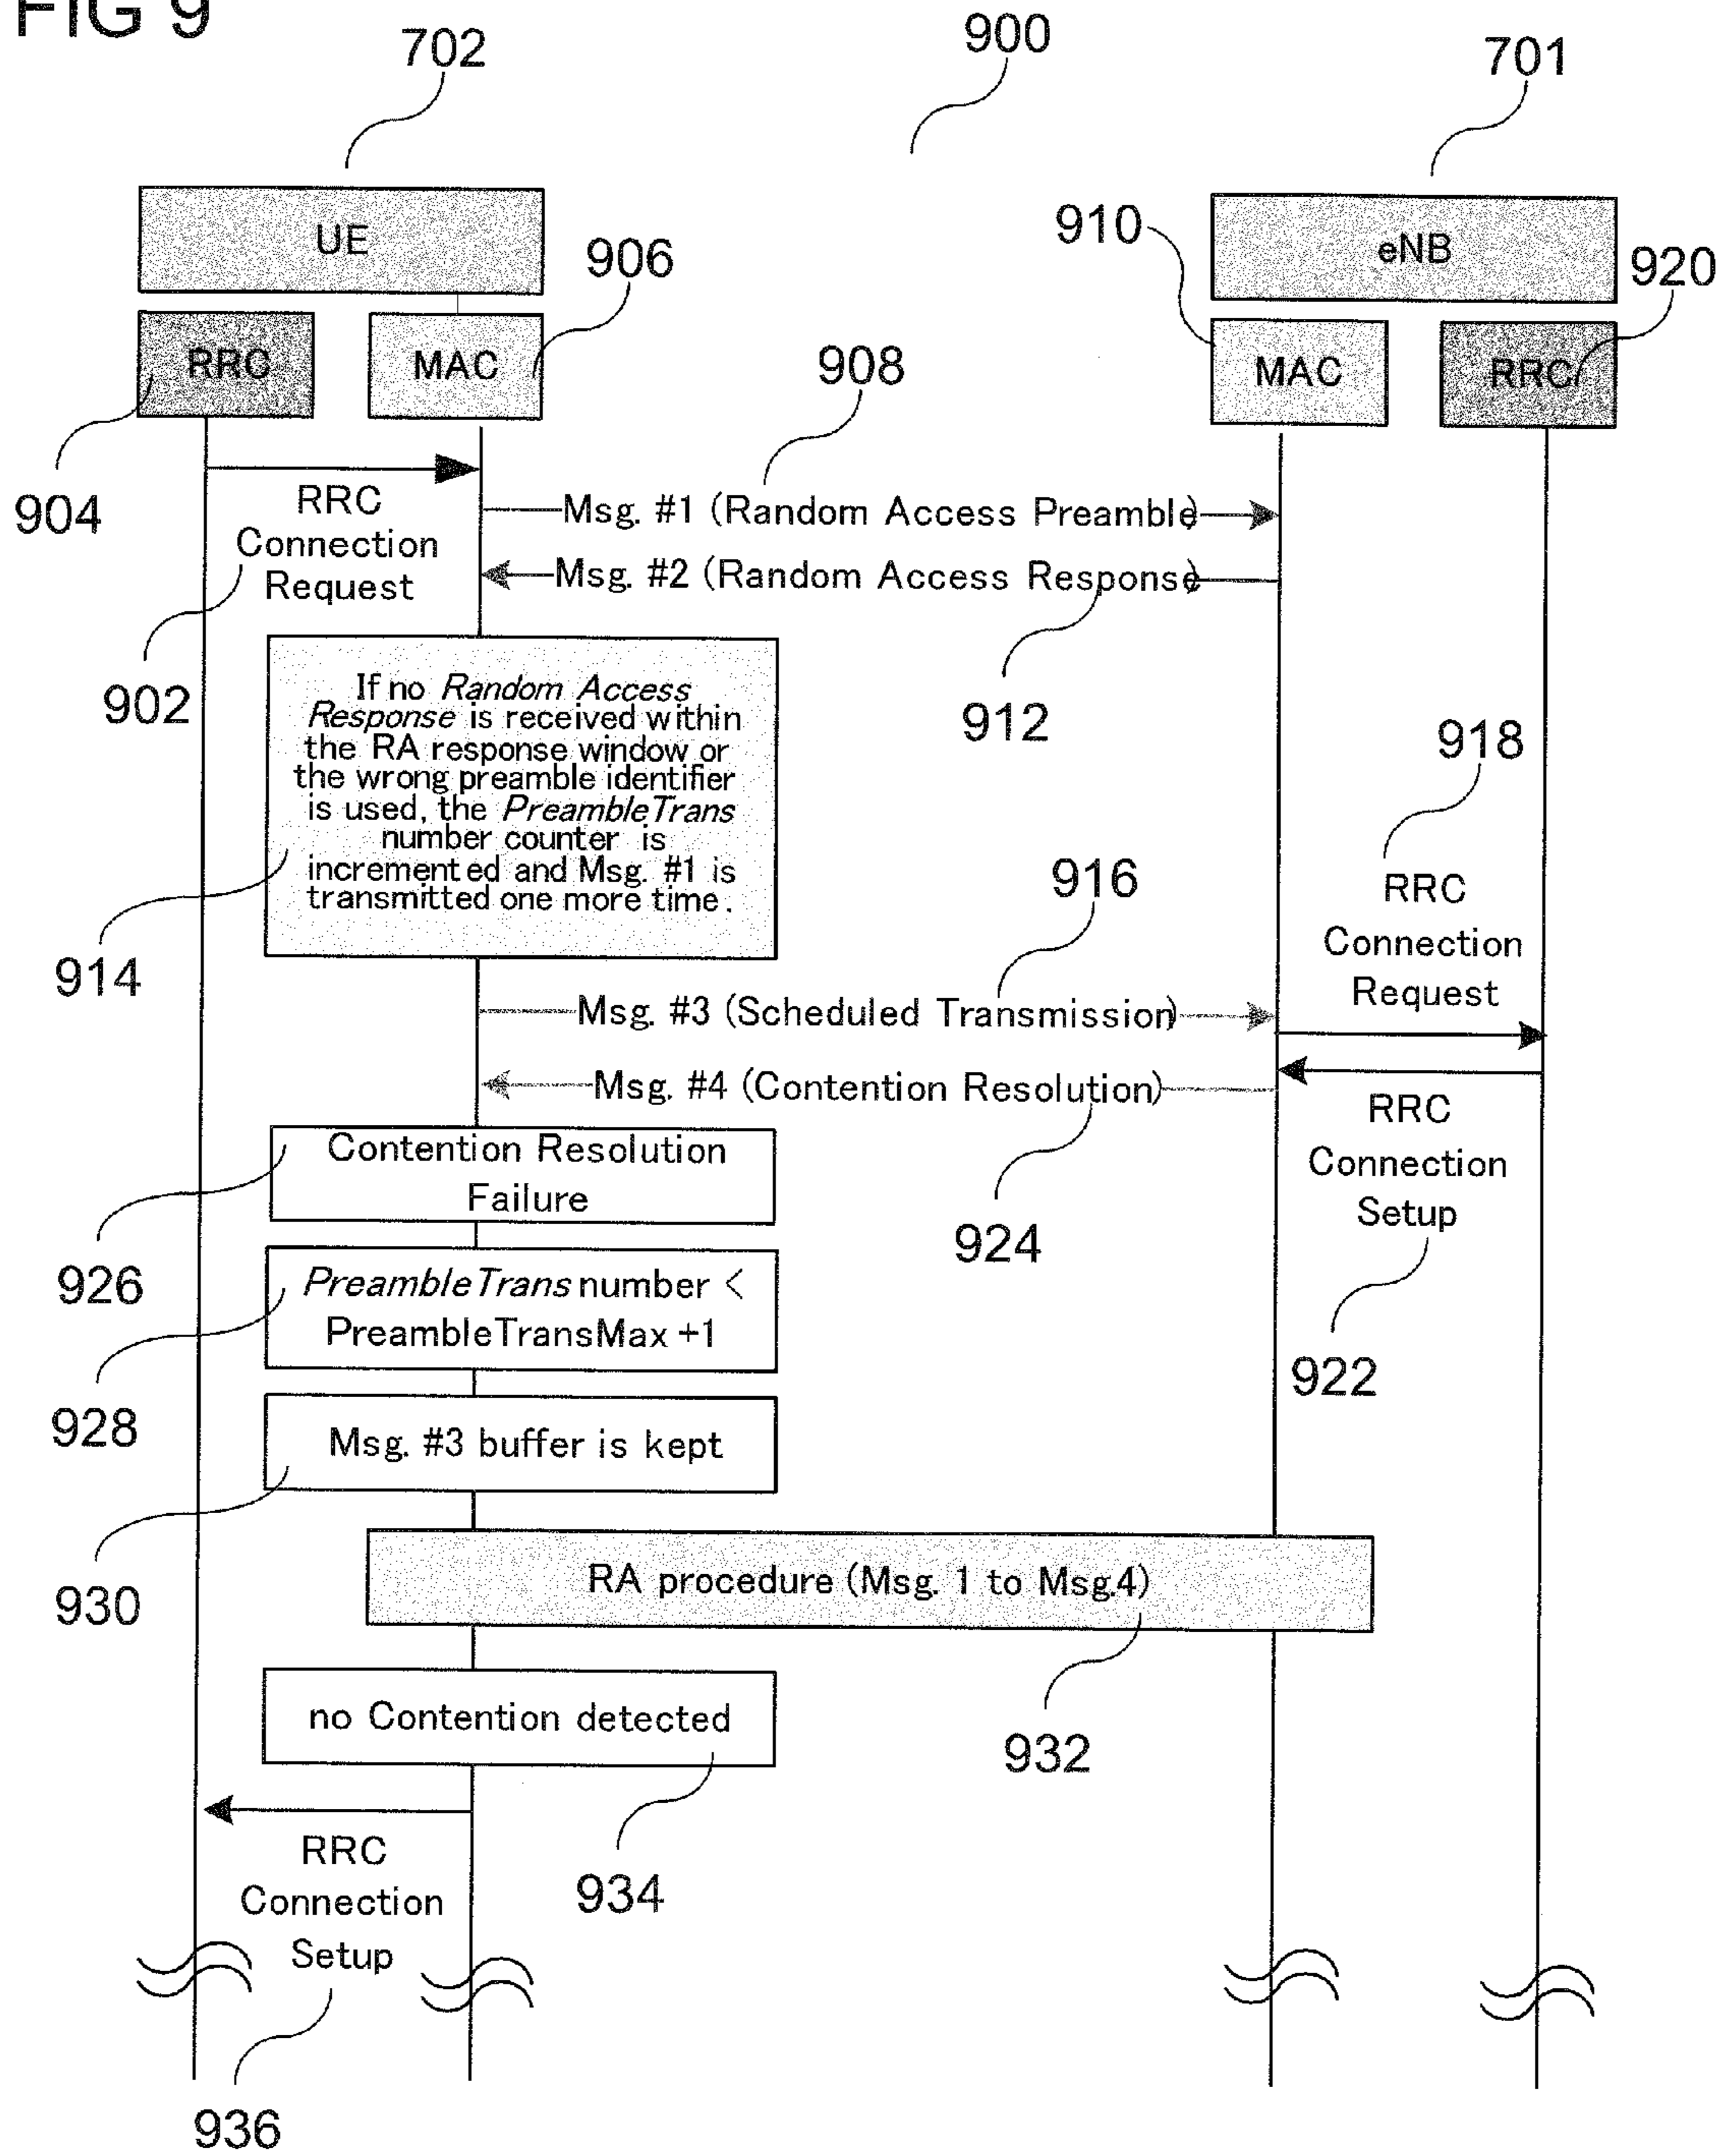 FIG 9
702
900
701
UE
906
910
eNB
920
RRC
MAC
908
MAC
RRC
904
RRC
Connection
Request
902
Msg. #1 (Random Access Preamble)
Msg. #2 (Random Access Response)
912
If no Random Access
Response is received within
the RA response window or
the wrong preamble identifier
is used, the PreambleTrans
number counter is
incremented and Msg. #1 is
transmitted one more time.
914
918
RRC
Connection
Request
916
Msg. #3 (Scheduled Transmission)
Msg. #4 (Contention Resolution)
924
RRC
Connection
Setup
922
Contention Resolution
Failure
926
PreambleTrans number <
PreambleTransMax +1
928
Msg. #3 buffer is kept
930
RA procedure (Msg. 1 to Msg.4)
932
no Contention detected
934
RRC
Connection
Setup
936